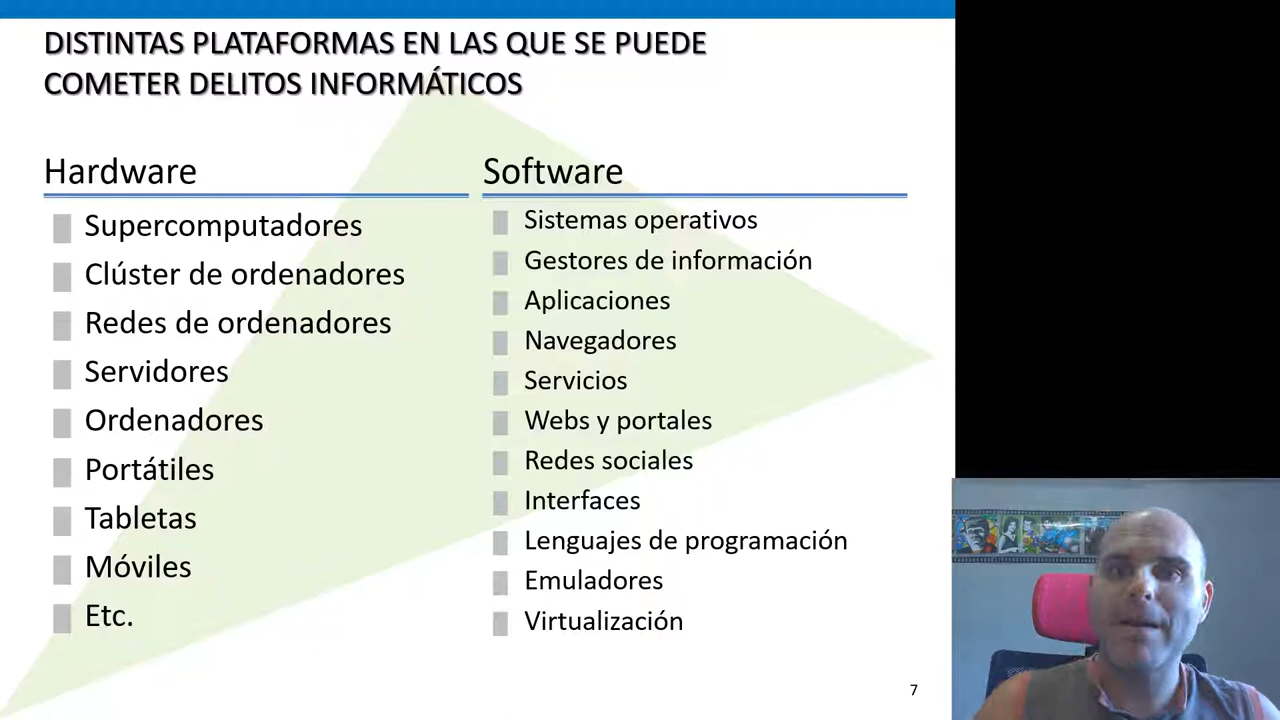 DISTINTAS PLATAFORMAS EN LAS QUE SE PUEDE
COMETER DELITOS INFORMÁTICOS
Hardware
Supercomputadores
Clúster de ordenadores
Redes de ordenadores
Servidores
Ordenadores
Portátiles
Tabletas
Móviles
Etc.
Software
Sistemas operativos
Gestores de información
Aplicaciones
Navegadores
Servicios
Webs y portales
Redes sociales
Interfaces
Lenguajes de programación
Emuladores
Virtualización
7